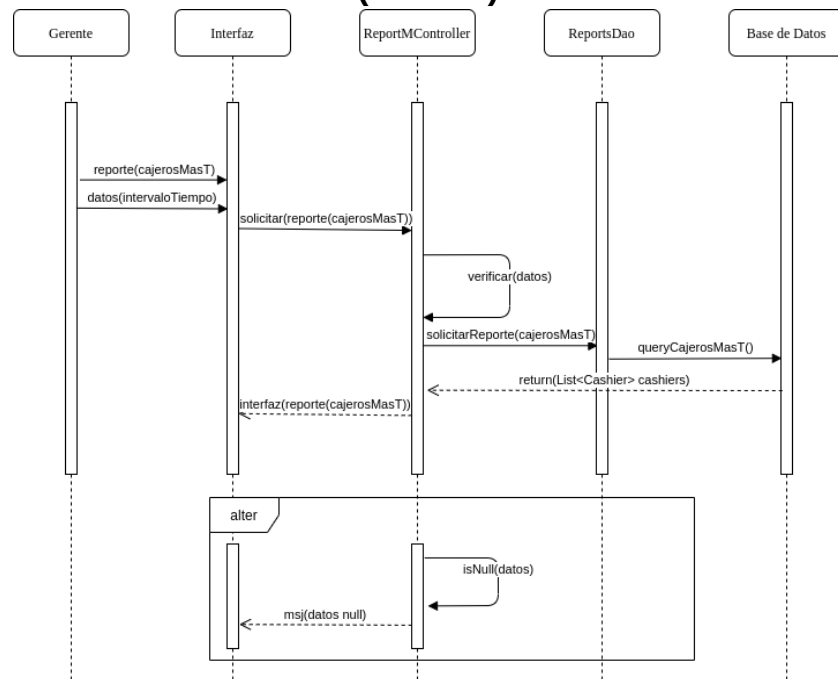 Gerente
Interfaz
ReportMController
ReportsDao
Base de Datos
reporte(cajerosMasT)
datos(intervaloTiempo)
solicitar(reporte(cajerosMasT))
verificar(datos)
solicitarReporte(cajerosMasT)
queryCajerosMasT()
return(List<Cashier> cashiers)
interfaz(reporte(cajerosMasT))
alter
isNull(datos)
msj(datos null)